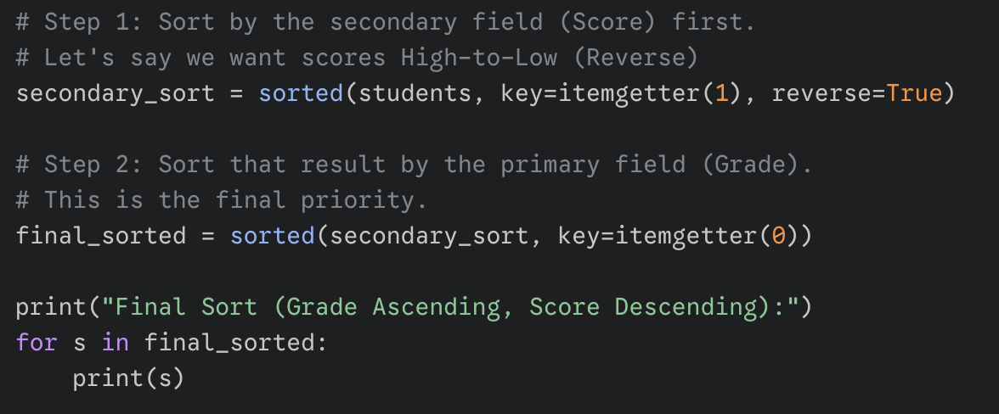 # Step 1: Sort by the secondary field (Score) first.
# Let's say we want scores High-to-Low (Reverse)
secondary_sort = sorted(students, key=itemgetter(1), reverse=True)

# Step 2: Sort that result by the primary field (Grade).
# This is the final priority.
final_sorted = sorted(secondary_sort, key=itemgetter(0))

print("Final Sort (Grade Ascending, Score Descending):")
for s in final_sorted:
    print(s)